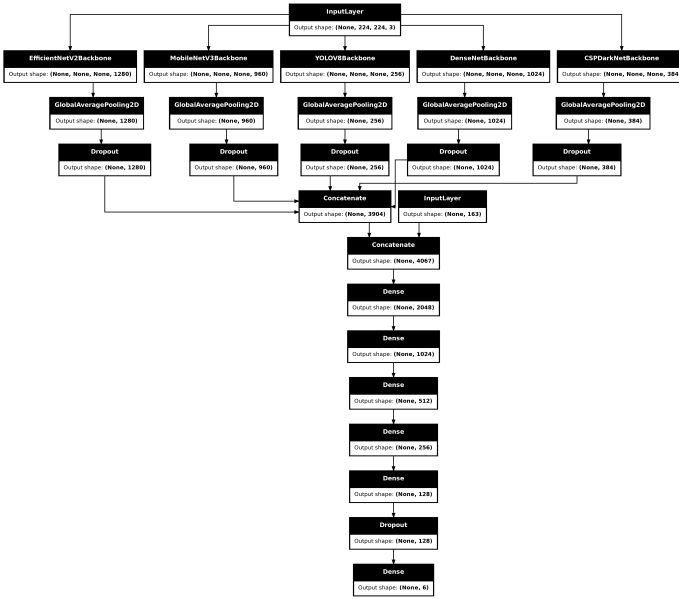 InputLayer
Output shape: (None, 224, 224, 3)
EfficientNetV2Backbone
Output shape: (None, None, None, 1280)
MobileNetV3Backbone
Output shape: (None, None, None, 960)
YOLOV8Backbone
Output shape: (None, None, None, 256)
DenseNetBackbone
Output shape: (None, None, None, 1024)
CSPDarkNetBackbone
Output shape: (None, None, None, 384
GlobalAveragePooling2D
Output shape: (None, 1280)
GlobalAveragePooling2D
Output shape: (None, 960)
GlobalAveragePooling2D
Output shape: (None, 256)
GlobalAveragePooling2D
Output shape: (None, 1024)
GlobalAveragePooling2D
Output shape: (None, 384)
Dropout
Output shape: (None, 1280)
Dropout
Output shape: (None, 960)
Dropout
Output shape: (None, 256)
Dropout
Output shape: (None, 1024)
Dropout
Output shape: (None, 384)
Concatenate
Output shape: (None, 3904)
InputLayer
Output shape: (None, 163)
Concatenate
Output shape: (None, 4067)
Dense
Output shape: (None, 2048)
Dense
Output shape: (None, 1024)
Dense
Output shape: (None, 512)
Dense
Output shape: (None, 256)
Dense
Output shape: (None, 128)
Dropout
Output shape: (None, 128)
Dense
Output shape: (None, 6)